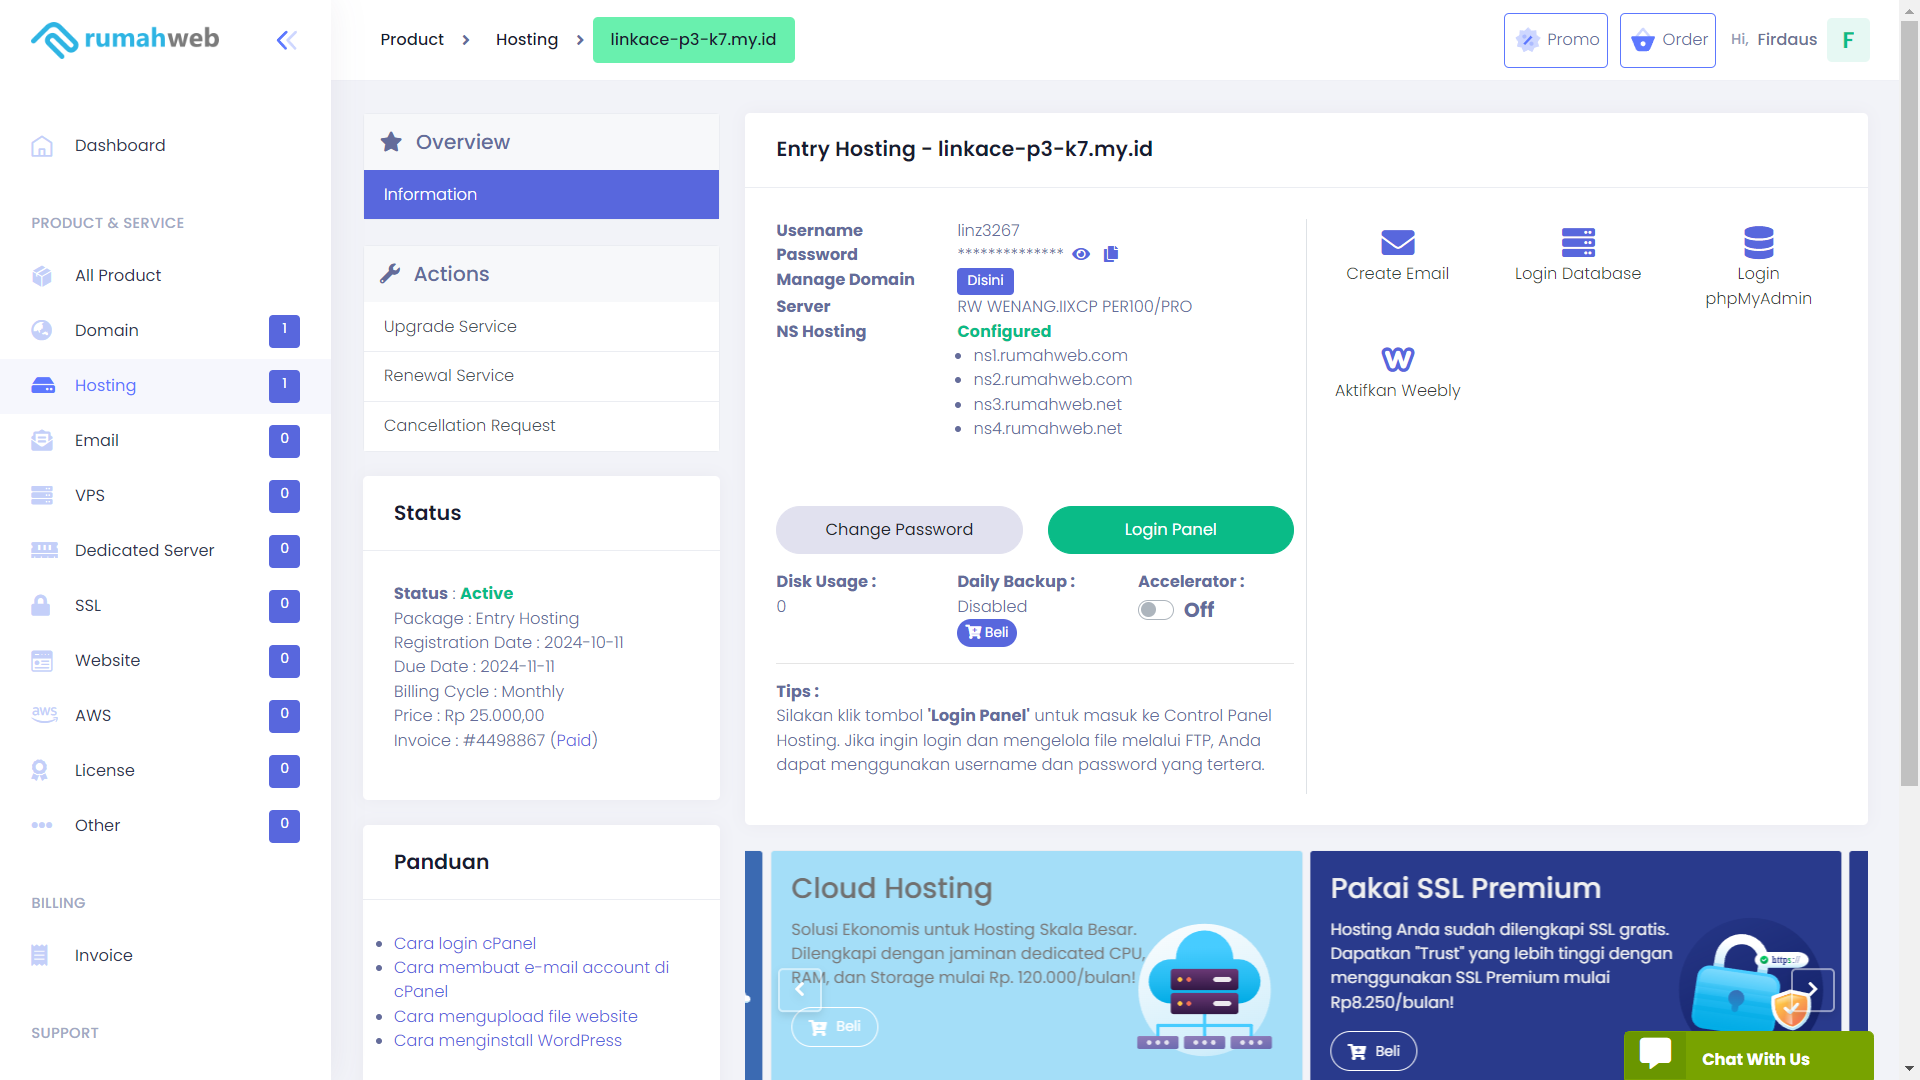 rumahweb
Product
Hosting
linkace-p3-k7.my.id
Promo
Order
Hi, Firdaus
F
Dashboard
PRODUCT & SERVICE
All Product
Domain
1
Hosting
1
Email
0
VPS
0
Dedicated Server
0
SSL
0
Website
0
aws
AWS
0
License
0
Other
0
BILLING
Invoice
SUPPORT
Overview
Information
Actions
Upgrade Service
Renewal Service
Cancellation Request
Status
Status : Active
Package : Entry Hosting
Registration Date : 2024-10-11
Due Date : 2024-11-11
Billing Cycle : Monthly
Price : Rp 25.000,00
Invoice : #4498867 (Paid)
Panduan
Cara login cPanel
Cara membuat e-mail account di
cPanel
Cara mengupload file website
Cara menginstall WordPress
Entry Hosting - linkace-p3-k7.my.id
Username
linz3267
Password
**************
Manage Domain
Disini
Server
RW WENANG.IIXCP PER100/PRO
NS Hosting
Configured
ns1.rumahweb.com
ns2.rumahweb.com
ns3.rumahweb.net
ns4.rumahweb.net
Change Password
Login Panel
Disk Usage :
0
Daily Backup :
Disabled
Beli
Accelerator :
Off
Tips :
Silakan klik tombol 'Login Panel' untuk masuk ke Control Panel
Hosting. Jika ingin login dan mengelola file melalui FTP, Anda
dapat menggunakan username dan password yang tertera.
Create Email
Login Database
Login
phpMyAdmin
Aktifkan Weebly
Cloud Hosting
Solusi Ekonomis untuk Hosting Skala Besar.
Dilengkapi dengan jaminan dedicated CPU,
RAM, dan Storage mulai Rp. 120.000/bulan!
Beli
Pakai SSL Premium
Hosting Anda sudah dilengkapi SSL gratis.
Dapatkan "Trust" yang lebih tinggi dengan
menggunakan SSL Premium mulai
Rp8.250/bulan!
https://
Beli
Chat With Us